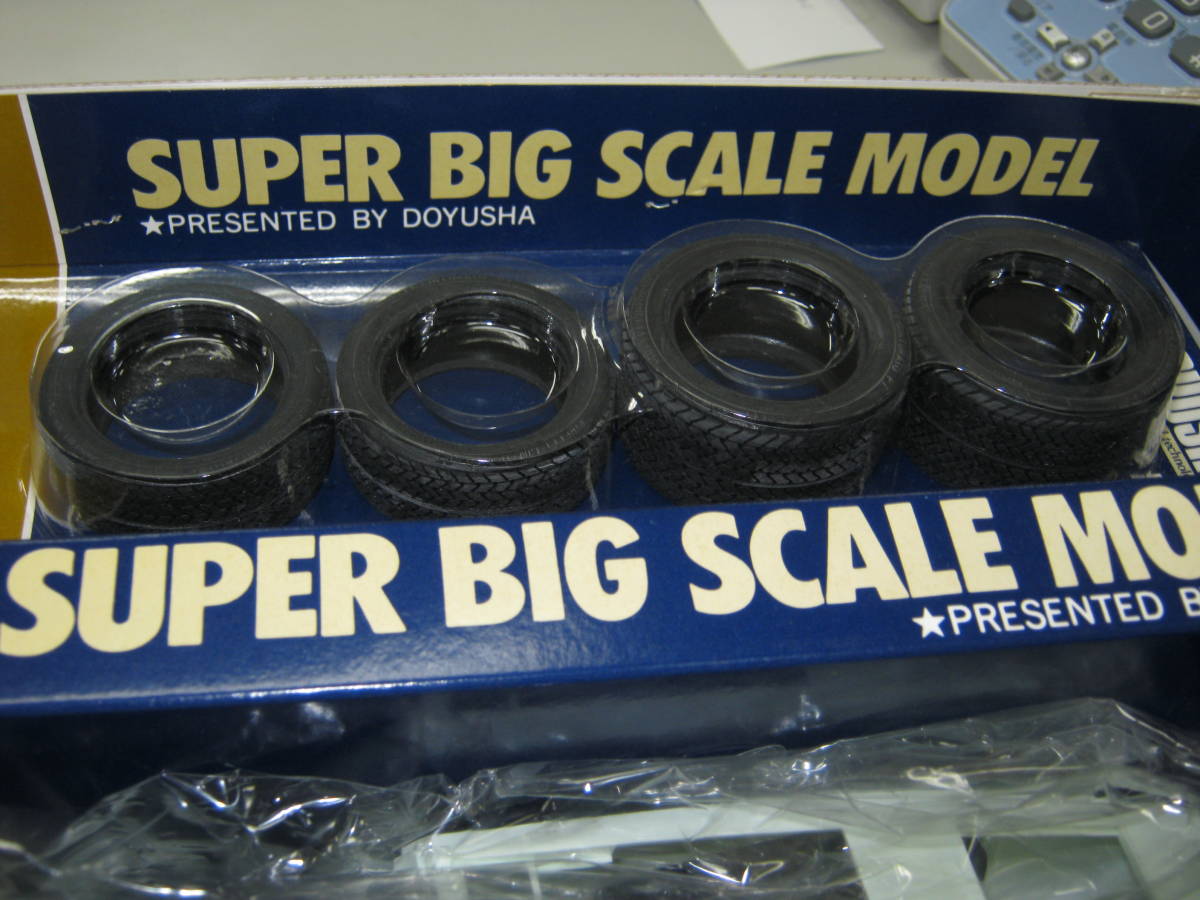 SUPER BIG SCALE MODEL
★PRESENTED BY DOYUSHA
SUPER BIG SCALE MO
★PRESENTED B